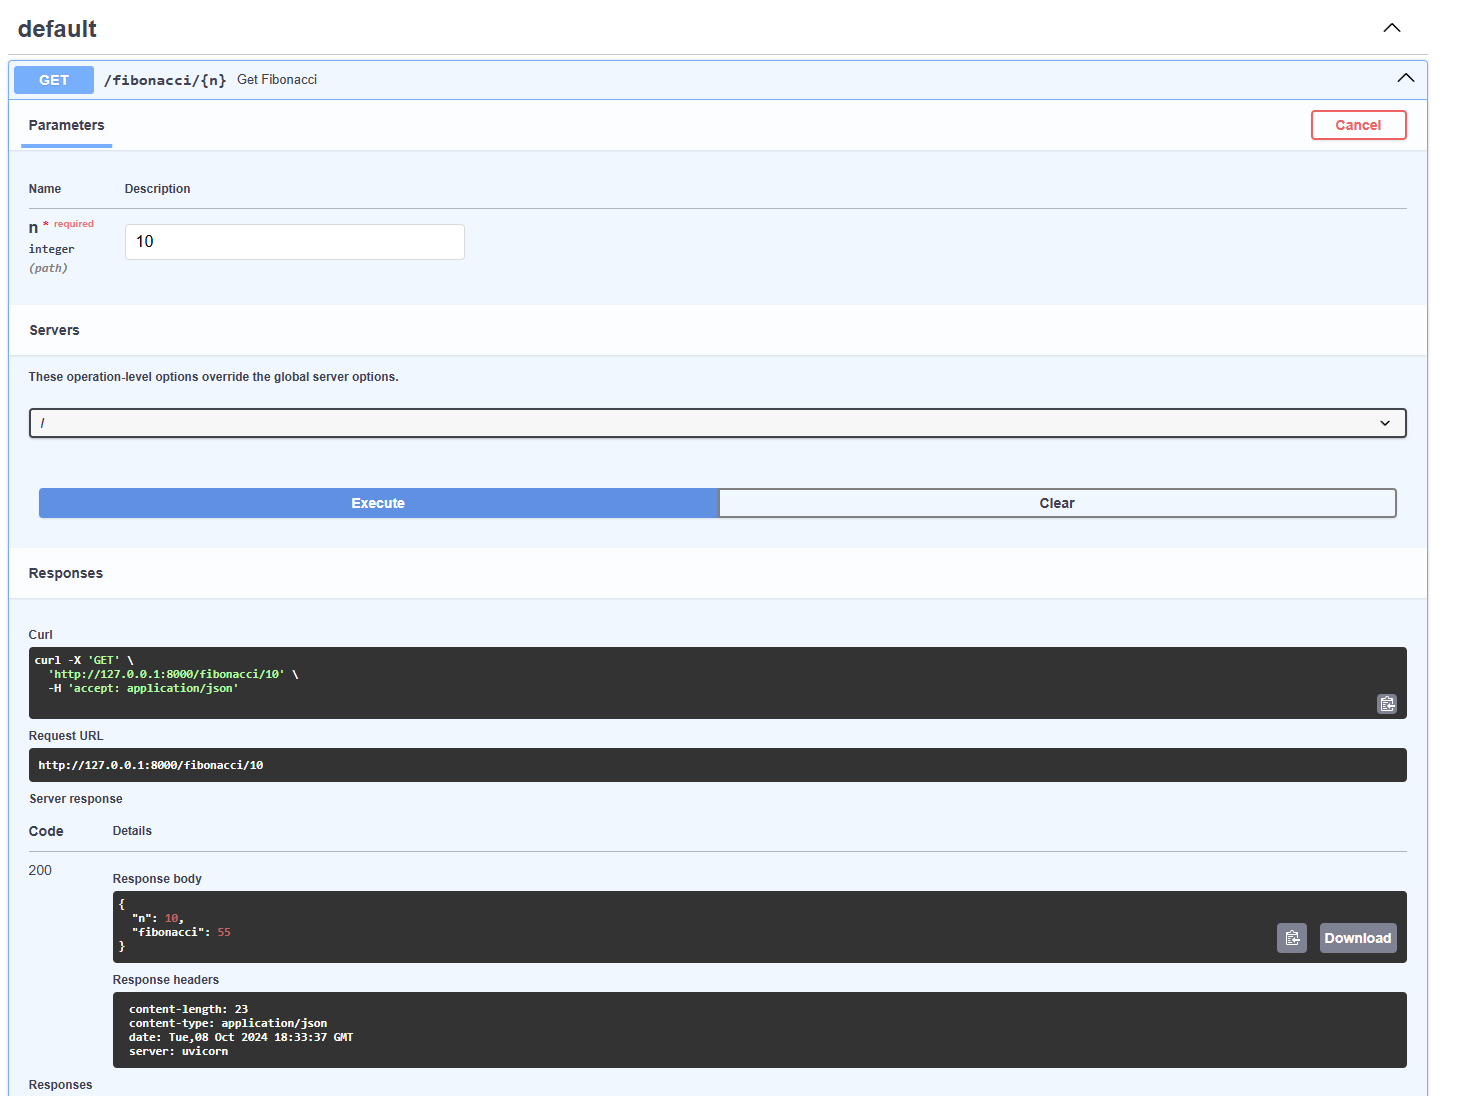 default
GET /fibonacci/{n} Get Fibonacci
Parameters
Cancel
Name Description
n * required
integer
(path)
10
Servers
These operation-level options override the global server options.
/
Execute Clear
Responses
Curl
curl -X 'GET' \
  'http://127.0.0.1:8000/fibonacci/10' \
  -H 'accept: application/json'
Request URL
http://127.0.0.1:8000/fibonacci/10
Server response
Code Details
200
Response body
{
  "n": 10,
  "fibonacci": 55
}
Download
Response headers
content-length: 23
content-type: application/json
date: Tue,08 Oct 2024 18:33:37 GMT
server: uvicorn
Responses